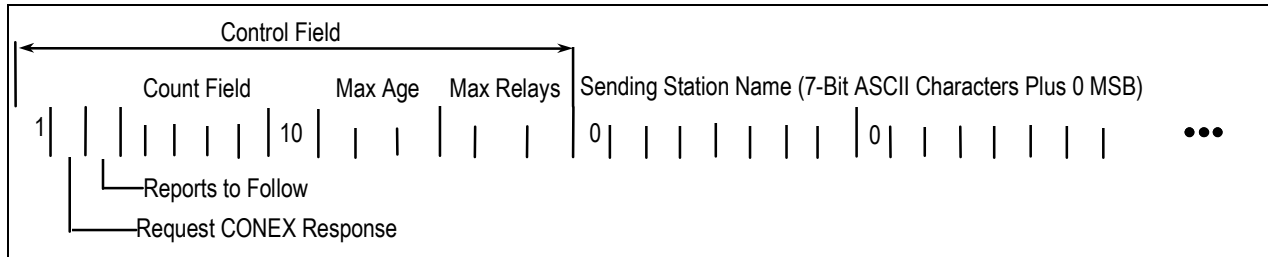 Control Field
Count Field Max Age Max Relays Sending Station Name (7-Bit ASCII Characters Plus 0 MSB)
1 10 0 0 •••
Reports to Follow
Request CONEX Response